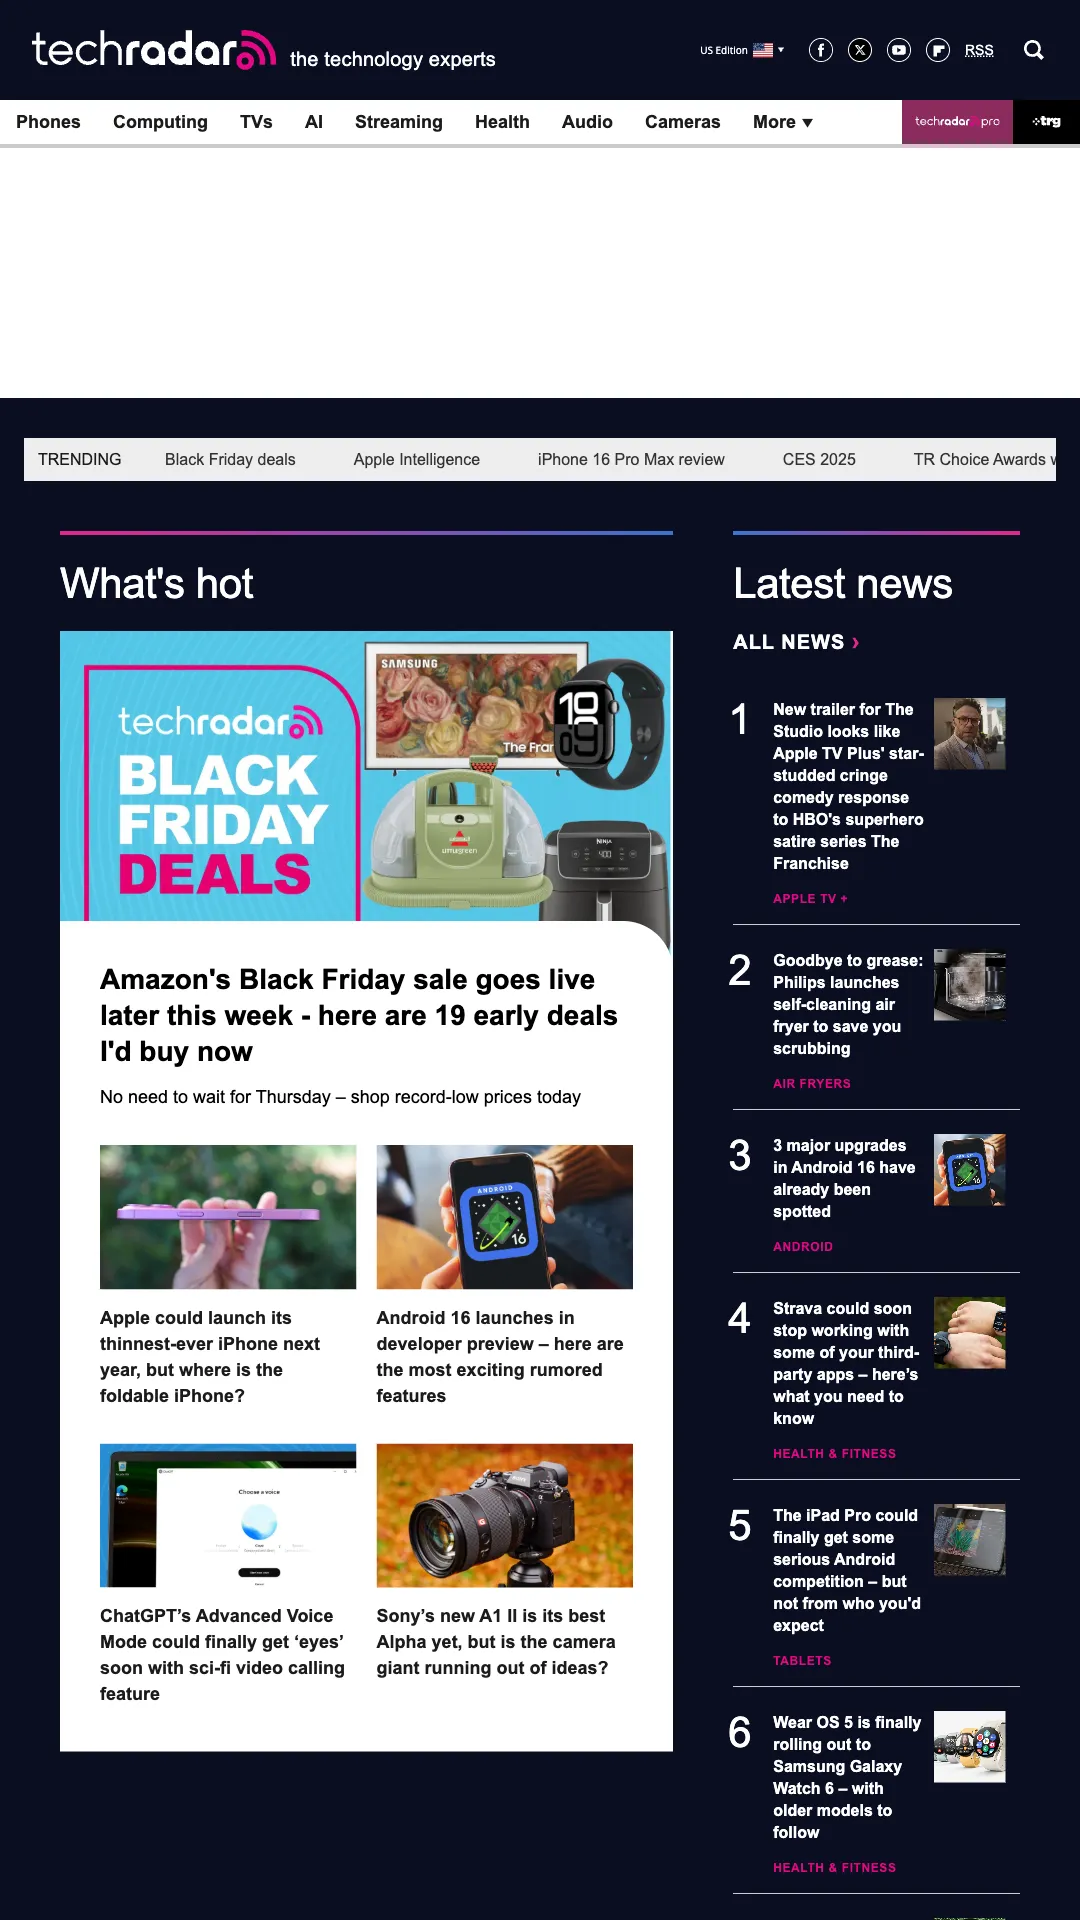 techradar the technology experts
US Edition
RSS
Phones Computing TVs AI Streaming Health Audio Cameras More
techradar pro
trg
TRENDING Black Friday deals Apple Intelligence iPhone 16 Pro Max review CES 2025 TR Choice Awards
What's hot
SAMSUNG
The Fra
10
09
techradar
BLACK
FRIDAY
DEALS
NINJA
400
Amazon's Black Friday sale goes live
later this week - here are 19 early deals
I'd buy now
No need to wait for Thursday – shop record-low prices today
ANDROID
16
Apple could launch its
thinnest-ever iPhone next
year, but where is the
foldable iPhone?
Android 16 launches in
developer preview – here are
the most exciting rumored
features
Choose a voice
ChatGPT’s Advanced Voice
Mode could finally get ‘eyes’
soon with sci-fi video calling
feature
Sony’s new A1 II is its best
Alpha yet, but is the camera
giant running out of ideas?
Latest news
ALL NEWS ›
1
New trailer for The
Studio looks like
Apple TV Plus' star-
studded cringe
comedy response
to HBO's superhero
satire series The
Franchise
APPLE TV +
2
Goodbye to grease:
Philips launches
self-cleaning air
fryer to save you
scrubbing
AIR FRYERS
3
3 major upgrades
in Android 16 have
already been
spotted
ANDROID
4
Strava could soon
stop working with
some of your third-
party apps – here’s
what you need to
know
HEALTH & FITNESS
5
The iPad Pro could
finally get some
serious Android
competition – but
not from who you'd
expect
TABLETS
6
Wear OS 5 is finally
rolling out to
Samsung Galaxy
Watch 6 – with
older models to
follow
HEALTH & FITNESS